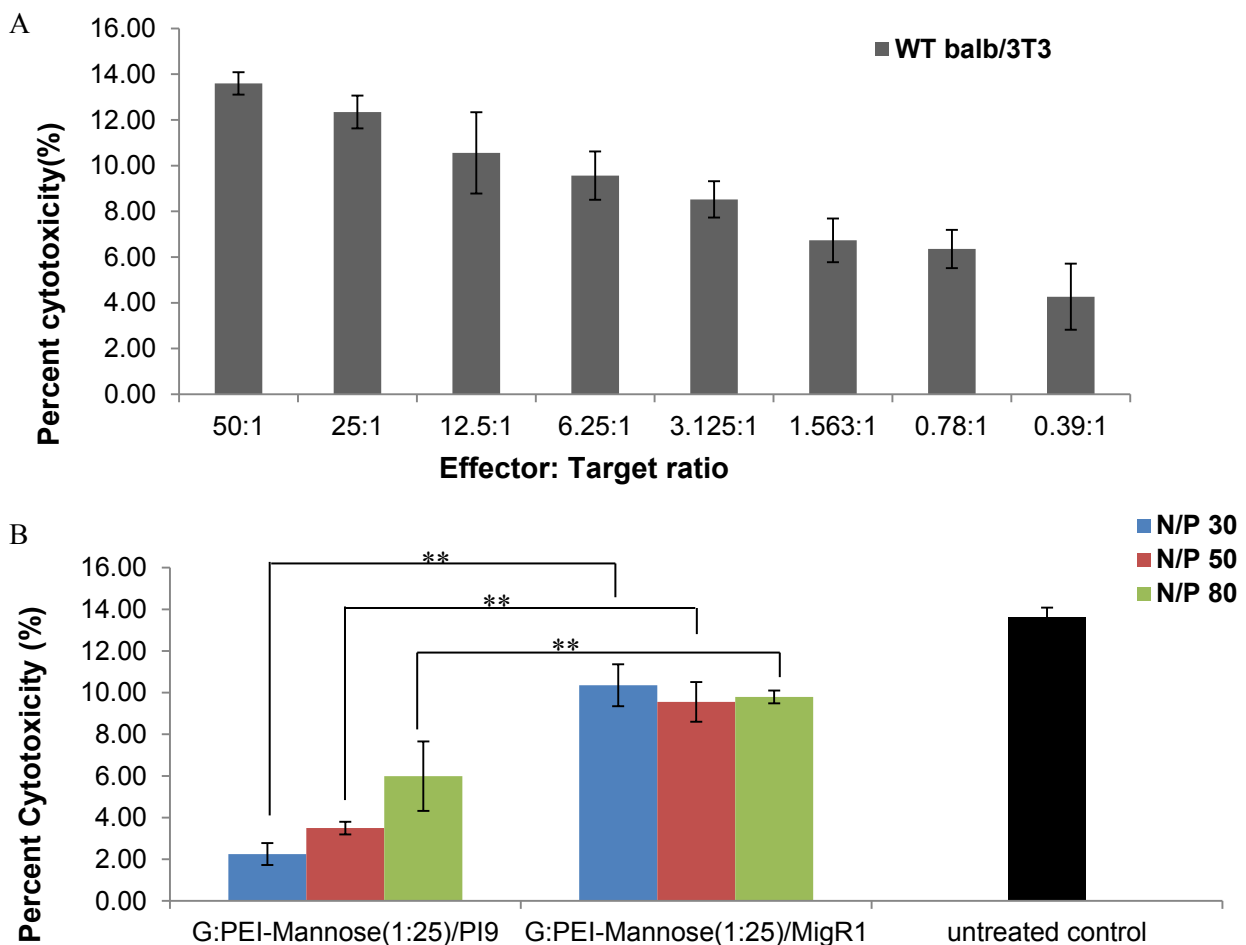 A
16.00
14.00
12.00
10.00
8.00
6.00
4.00
2.00
0.00
Percent cytotoxicity(%)
WT balb/3T3
50:1 25:1 12.5:1 6.25:1 3.125:1 1.563:1 0.78:1 0.39:1
Effector: Target ratio
B
N/P 30
N/P 50
N/P 80
16.00
14.00
12.00
10.00
8.00
6.00
4.00
2.00
0.00
Percent Cytotoxicity (%)
**
**
**
G:PEI-Mannose(1:25)/PI9 G:PEI-Mannose(1:25)/MigR1 untreated control